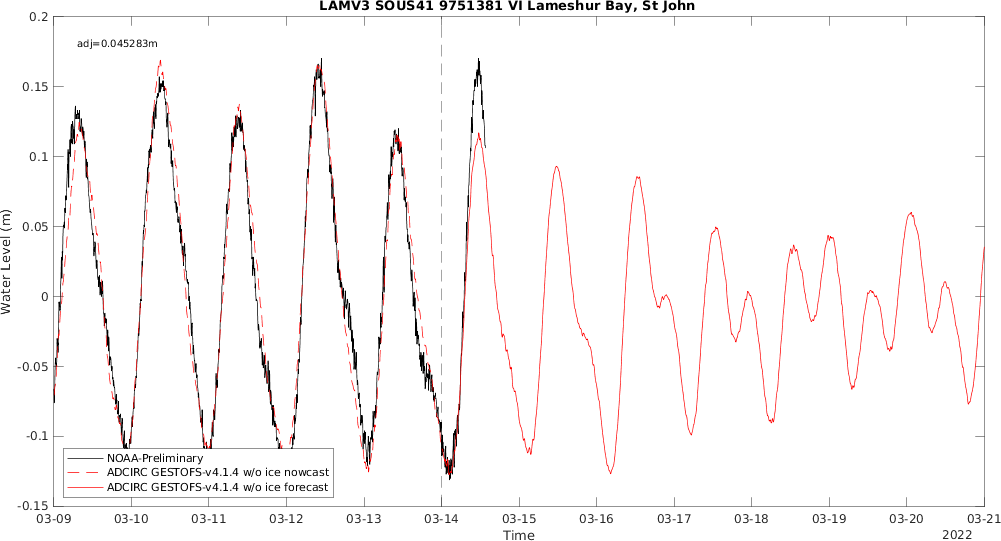 LAMV3 SOUS41 9751381 VI Lameshur Bay, St John
adj=0.045283m
Water Level (m)
0.2
0.15
0.1
0.05
0
-0.05
-0.1
-0.15
NOAA-Preliminary
ADCIRC GESTOFS-v4.1.4 w/o ice nowcast
ADCIRC GESTOFS-v4.1.4 w/o ice forecast
03-09 03-10 03-11 03-12 03-13 03-14 03-15 03-16 03-17 03-18 03-19 03-20 03-21
Time
2022